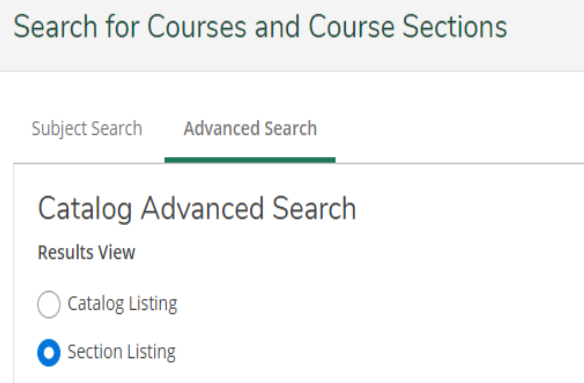 Search for Courses and Course Sections
Subject Search Advanced Search
Catalog Advanced Search
Results View
Catalog Listing
Section Listing